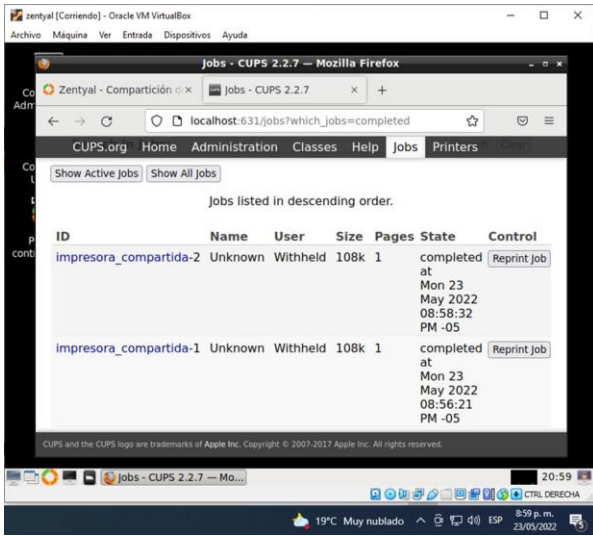 zentyal [Corriendo] - Oracle VM VirtualBox
Archivo Máquina Ver Entrada Dispositivos Ayuda
Jobs - CUPS 2.2.7 — Mozilla Firefox
Zentyal - Compartición d
Jobs - CUPS 2.2.7
localhost:631/jobs?which_jobs=completed
CUPS.org Home Administration Classes Help Jobs Printers
Show Active Jobs Show All Jobs
Jobs listed in descending order.
ID Name User Size Pages State Control
impresora_compartida-2 Unknown Withheld 108k 1 completed Reprint Job
at
Mon 23
May 2022
08:58:32
PM -05
impresora_compartida-1 Unknown Withheld 108k 1 completed Reprint Job
at
Mon 23
May 2022
08:56:21
PM -05
CUPS and the CUPS logo are trademarks of Apple Inc. Copyright © 2007-2017 Apple Inc. All rights reserved.
Jobs - CUPS 2.2.7 — Mo... 20:59
CTRL DERECHA
19°C Muy nublado ESP 8:59 p. m.
23/05/2022